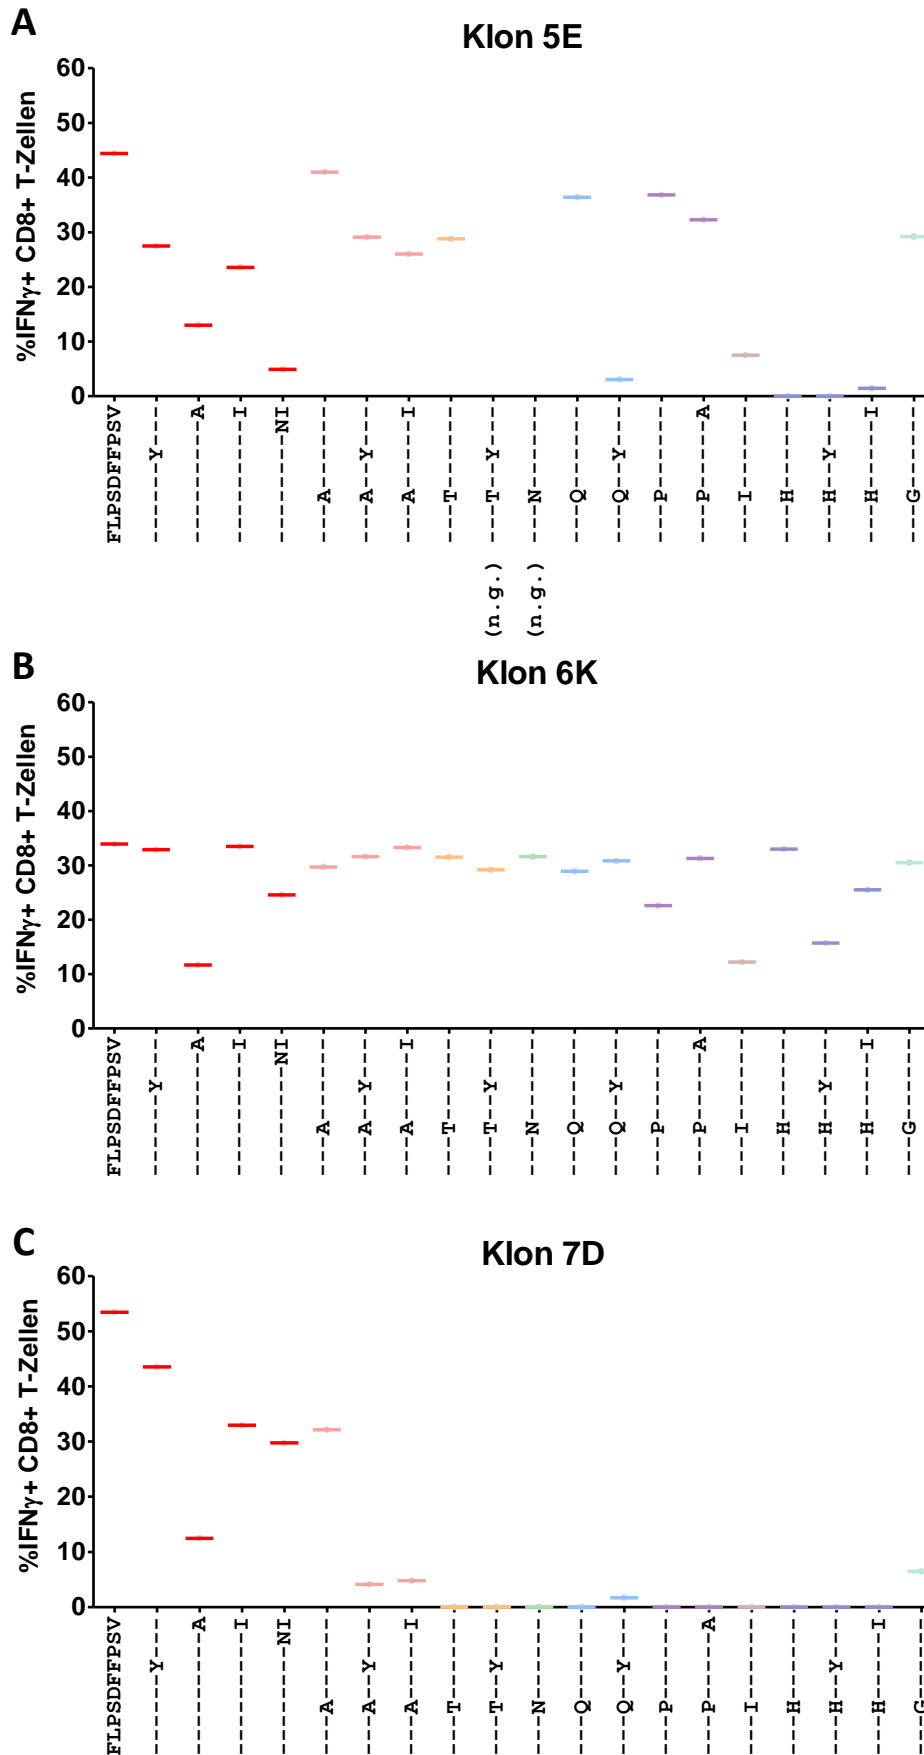 A
Klon 5E
%IFNγ+ CD8+ T-Zellen
60
50
40
30
20
10
0
FLPSDFFPSV
------Y---
---------A
---------I
--------NI
---A------
---A--Y---
---A-----I
---T------
---T--Y--- (n.g.)
---N------ (n.g.)
---Q------
---Q--Y---
---P------
---P-----A
---I------
---H------
---H--Y---
---H-----I
---G------
B
Klon 6K
%IFNγ+ CD8+ T-Zellen
60
50
40
30
20
10
0
FLPSDFFPSV
------Y---
---------A
---------I
--------NI
---A------
---A--Y---
---A-----I
---T------
---T--Y---
---N------
---Q------
---Q--Y---
---P------
---P-----A
---I------
---H------
---H--Y---
---H-----I
---G------
C
Klon 7D
%IFNγ+ CD8+ T-Zellen
60
50
40
30
20
10
0
FLPSDFFPSV
------Y---
---------A
---------I
--------NI
---A------
---A--Y---
---A-----I
---T------
---T--Y---
---N------
---Q------
---Q--Y---
---P------
---P-----A
---I------
---H------
---H--Y---
---H-----I
---G------